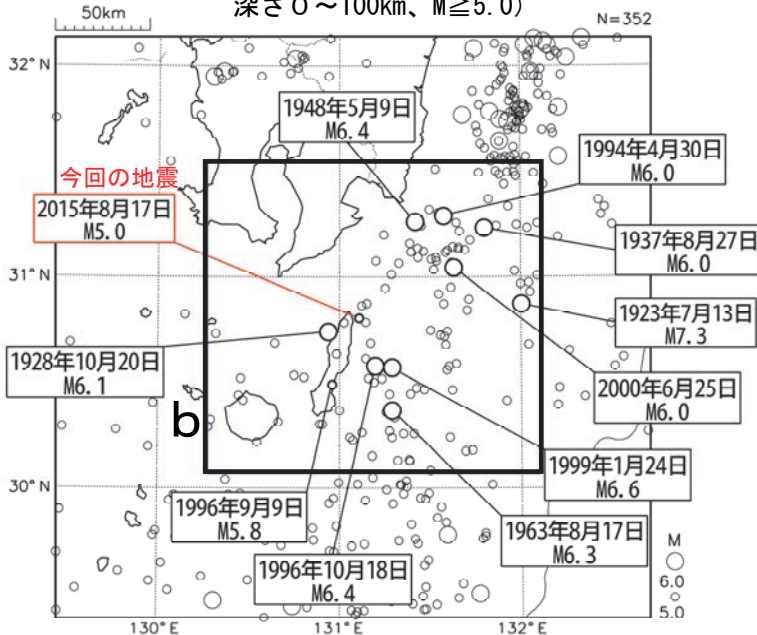 深さ0～100km、M≧5.0)
50km
N=352
32°N
1948年5月9日
M6.4
1994年4月30日
M6.0
今回の地震
2015年8月17日
M5.0
1937年8月27日
M6.0
31°N
1923年7月13日
M7.3
1928年10月20日
M6.1
2000年6月25日
M6.0
b
1999年1月24日
M6.6
30°N
1996年9月9日
M5.8
1963年8月17日
M6.3
1996年10月18日
M6.4
M
6.0
5.0
130°E
131°E
132°E